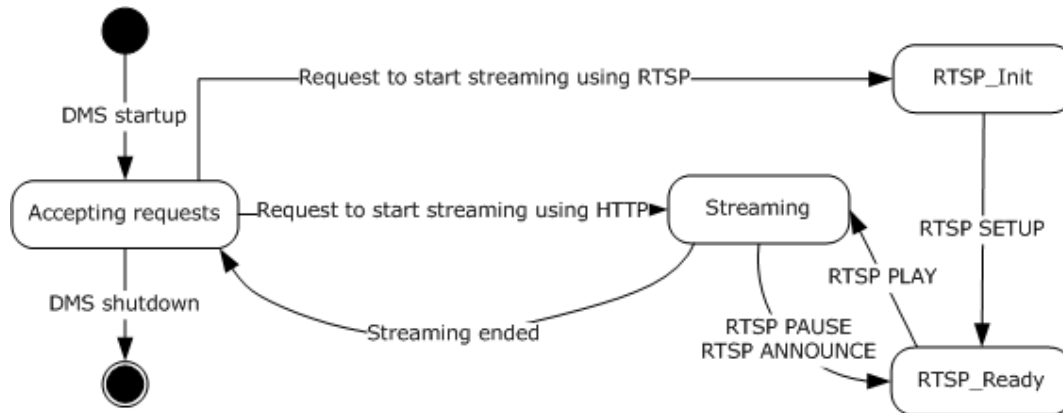 Request to start streaming using RTSP
RTSP_Init
DMS startup
Accepting requests
Request to start streaming using HTTP
Streaming
RTSP SETUP
RTSP PLAY
DMS shutdown
Streaming ended
RTSP PAUSE
RTSP ANNOUNCE
RTSP_Ready